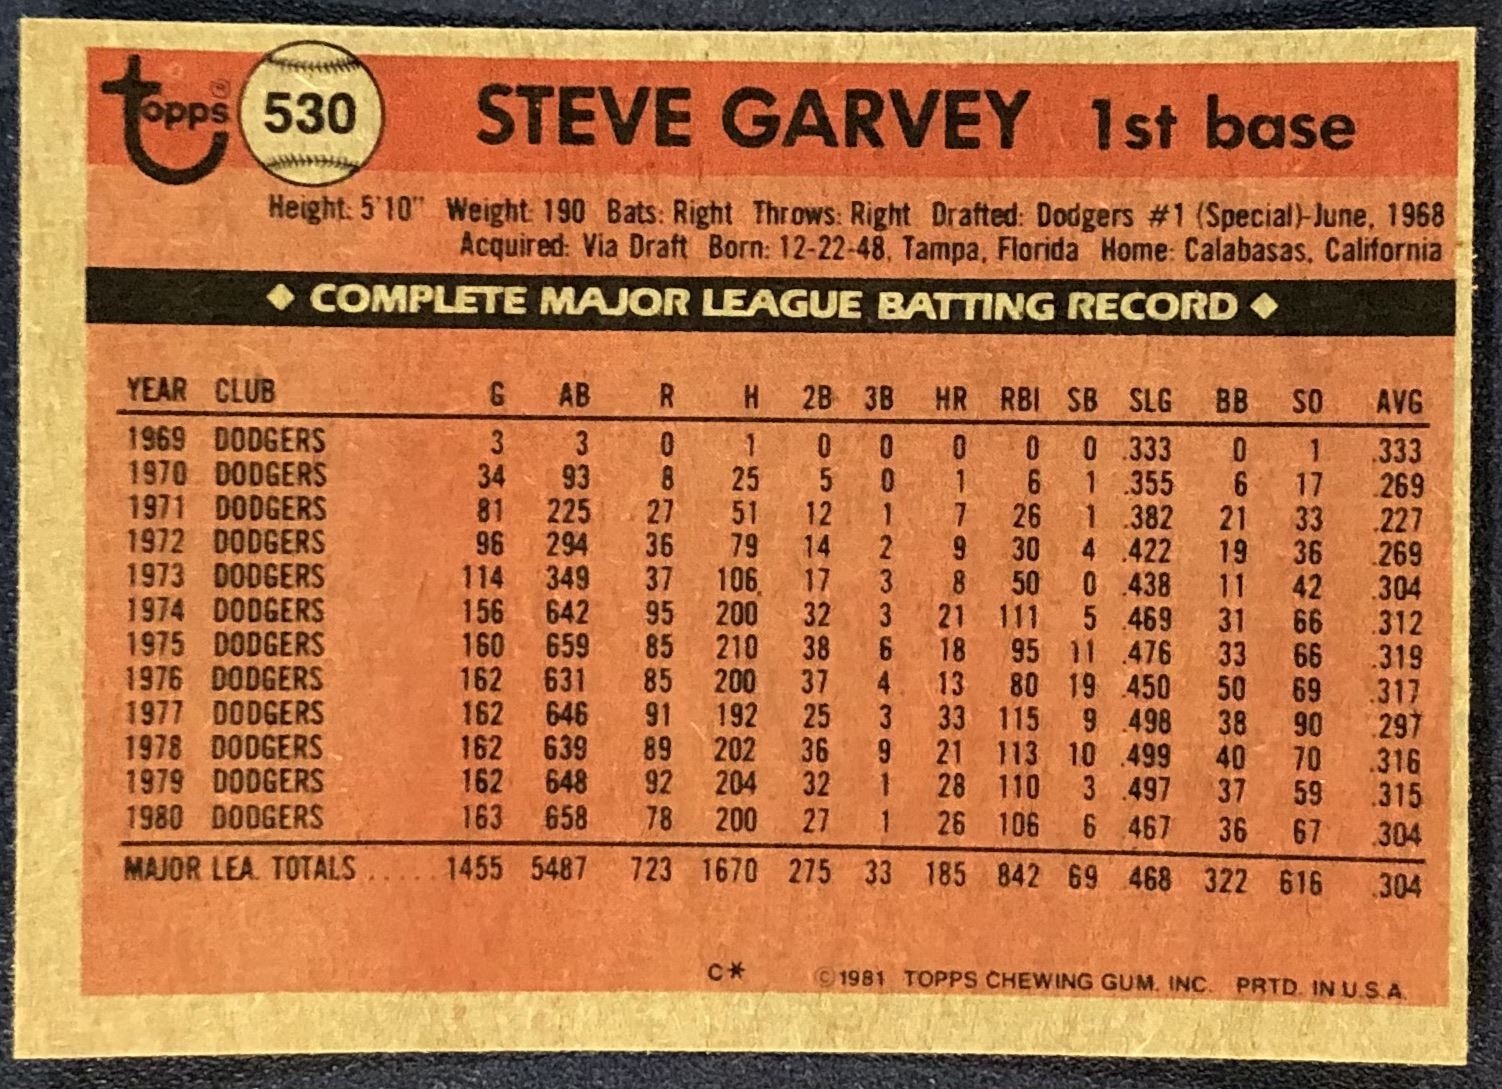 Topps 530 STEVE GARVEY 1st base
Height: 5'10" Weight: 190 Bats: Right Throws: Right Drafted: Dodgers #1 (Special)-June, 1968
Acquired: Via Draft Born: 12-22-48, Tampa, Florida Home: Calabasas, California
◆ COMPLETE MAJOR LEAGUE BATTING RECORD ◆
YEAR CLUB G AB R H 2B 3B HR RBI SB SLG BB SO AVG
1969 DODGERS 3 3 0 1 0 0 0 0 0 .333 0 1 .333
1970 DODGERS 34 93 8 25 5 0 1 6 1 .355 6 17 .269
1971 DODGERS 81 225 27 51 12 1 7 26 1 .382 21 33 .227
1972 DODGERS 96 294 36 79 14 2 9 30 4 .422 19 36 .269
1973 DODGERS 114 349 37 106 17 3 8 50 0 .438 11 42 .304
1974 DODGERS 156 642 95 200 32 3 21 111 5 .469 31 66 .312
1975 DODGERS 160 659 85 210 38 6 18 95 11 .476 33 66 .319
1976 DODGERS 162 631 85 200 37 4 13 80 19 .450 50 69 .317
1977 DODGERS 162 646 91 192 25 3 33 115 9 .498 38 90 .297
1978 DODGERS 162 639 89 202 36 9 21 113 10 .499 40 70 .316
1979 DODGERS 162 648 92 204 32 1 28 110 3 .497 37 59 .315
1980 DODGERS 163 658 78 200 27 1 26 106 6 .467 36 67 .304
MAJOR LEA. TOTALS ..... 1455 5487 723 1670 275 33 185 842 69 .468 322 616 .304
C* ©1981 TOPPS CHEWING GUM, INC. PRTD. IN U.S.A.